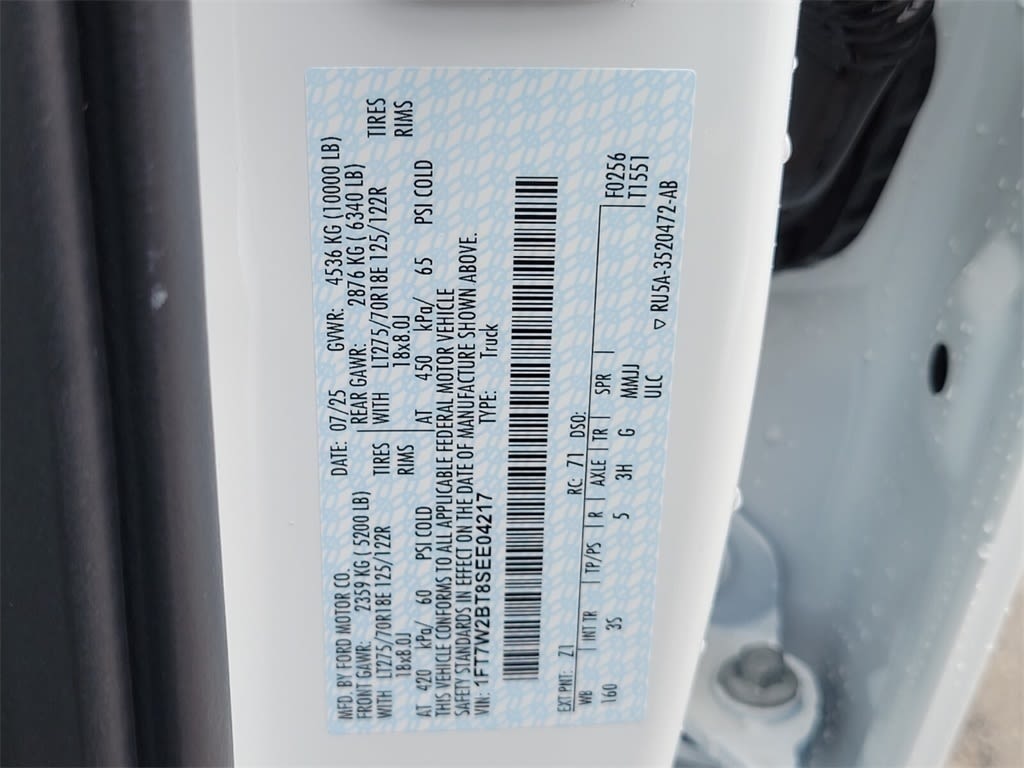 MFD. BY FORD MOTOR CO. DATE: 07/25 GVWR: 4536 KG (10000 LB)
FRONT GAWR: 2359 KG ( 5200 LB) REAR GAWR: 2876 KG ( 6340 LB)
WITH LT275/70R18E 125/122R TIRES WITH LT275/70R18E 125/122R TIRES
18x8.0J RIMS 18x8.0J RIMS
AT 420 kPa/ 60 PSI COLD AT 450 kPa/ 65 PSI COLD
THIS VEHICLE CONFORMS TO ALL APPLICABLE FEDERAL MOTOR VEHICLE
SAFETY STANDARDS IN EFFECT ON THE DATE OF MANUFACTURE SHOWN ABOVE.
VIN: 1FT7W2BT8SEE04217 TYPE: Truck
EXT PNT: Z1 RC: 71 DSO:
WB INT TR TP/PS R AXLE TR SPR F0256
160 3S 5 3H G MMJJ T1551
ULC ▽ RU5A-3520472-AB